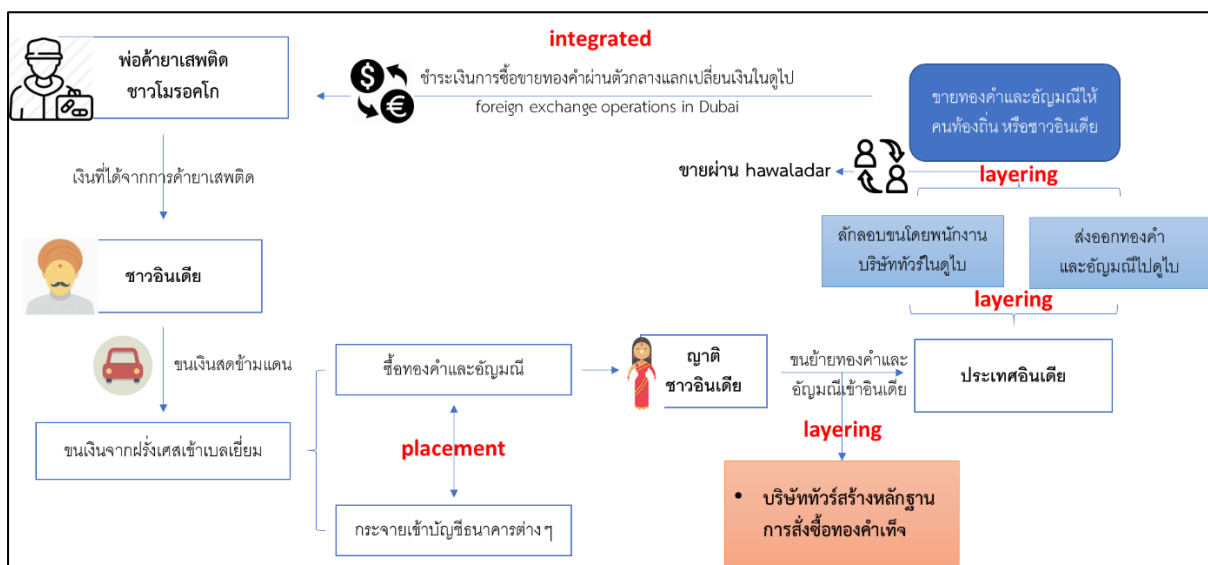 พ่อค้ายาเสพติด
ชาวโมรอคโก
integrated
ชำระเงินการซื้อขายทองคำผ่านตัวกลางแลกเปลี่ยนเงินในดูไบ
foreign exchange operations in Dubai
ขายทองคำและอัญมณีให้
คนท้องถิ่น หรือชาวอินเดีย
ขายผ่าน hawaladar
layering
เงินที่ได้จากการค้ายาเสพติด
ลักลอบขนโดยพนักงาน
บริษัททัวร์ในดูไบ
ส่งออกทองคำ
และอัญมณีไปดูไบ
layering
ชาวอินเดีย
ขนเงินสดข้ามแดน
ซื้อทองคำและอัญมณี
ญาติ
ชาวอินเดีย
ขนย้ายทองคำและ
อัญมณีเข้าอินเดีย
ประเทศอินเดีย
ขนเงินจากฝรั่งเศสเข้าเบลเยี่ยม
placement
layering
กระจายเข้าบัญชีธนาคารต่างๆ
• บริษัททัวร์สร้างหลักฐาน
การสั่งซื้อทองคำเท็จ